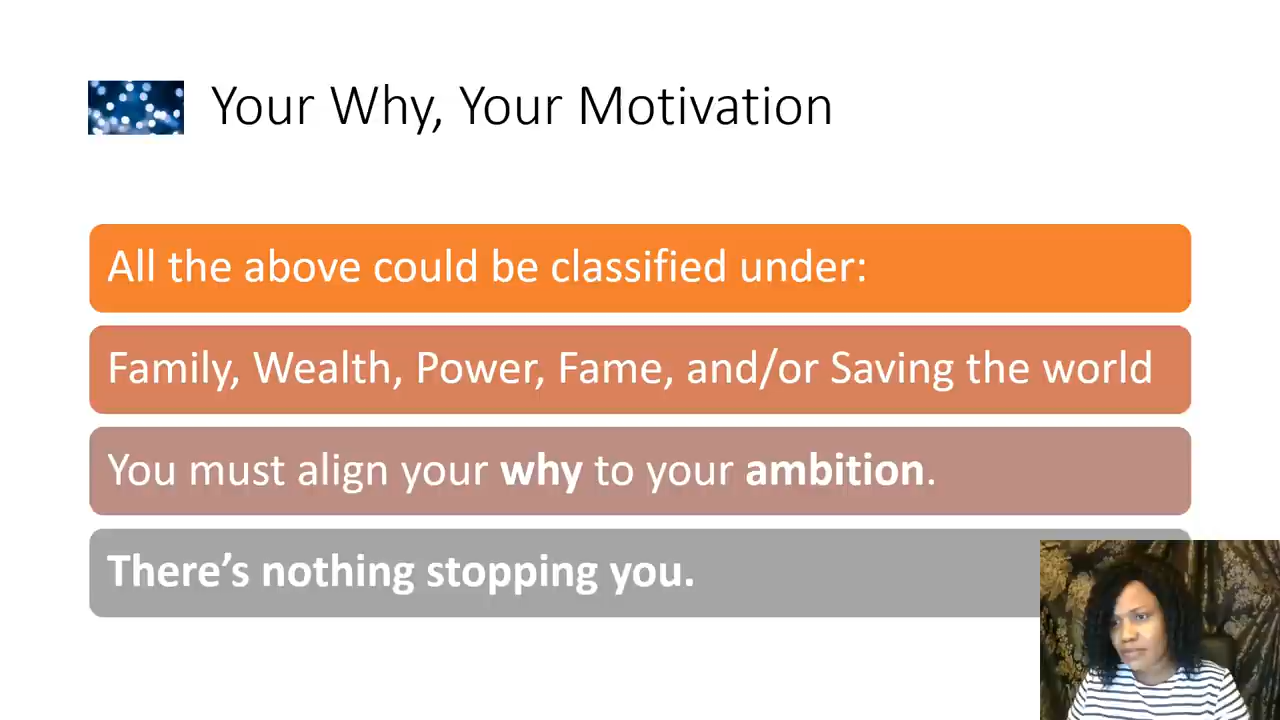 Your Why, Your Motivation
All the above could be classified under:
Family, Wealth, Power, Fame, and/or Saving the world
You must align your why to your ambition.
There’s nothing stopping you.